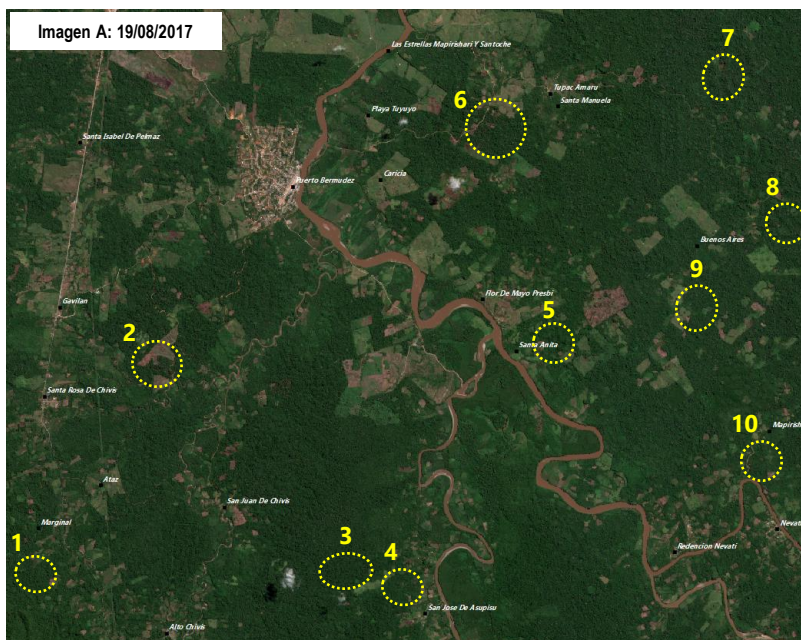 Imagen A: 19/08/2017
7
Las Estrellas Mapirishari Y Santoche
6
Tupac Amaru
Santa Manuela
Playa Tuyuyo
Santa Isabel De Pelmaz
Caricia
Puerto Bermudez
8
Buenos Aires
9
Flor De Mayo Presbi
Gavilan
5
2
Santa Anita
Santa Rosa De Chivis
10
Mapirish
Ataz
San Juan De Chivis
Marginal
Nevati
1
3
4
Redencion Nevati
San Jose De Asupisu
Alto Chivis